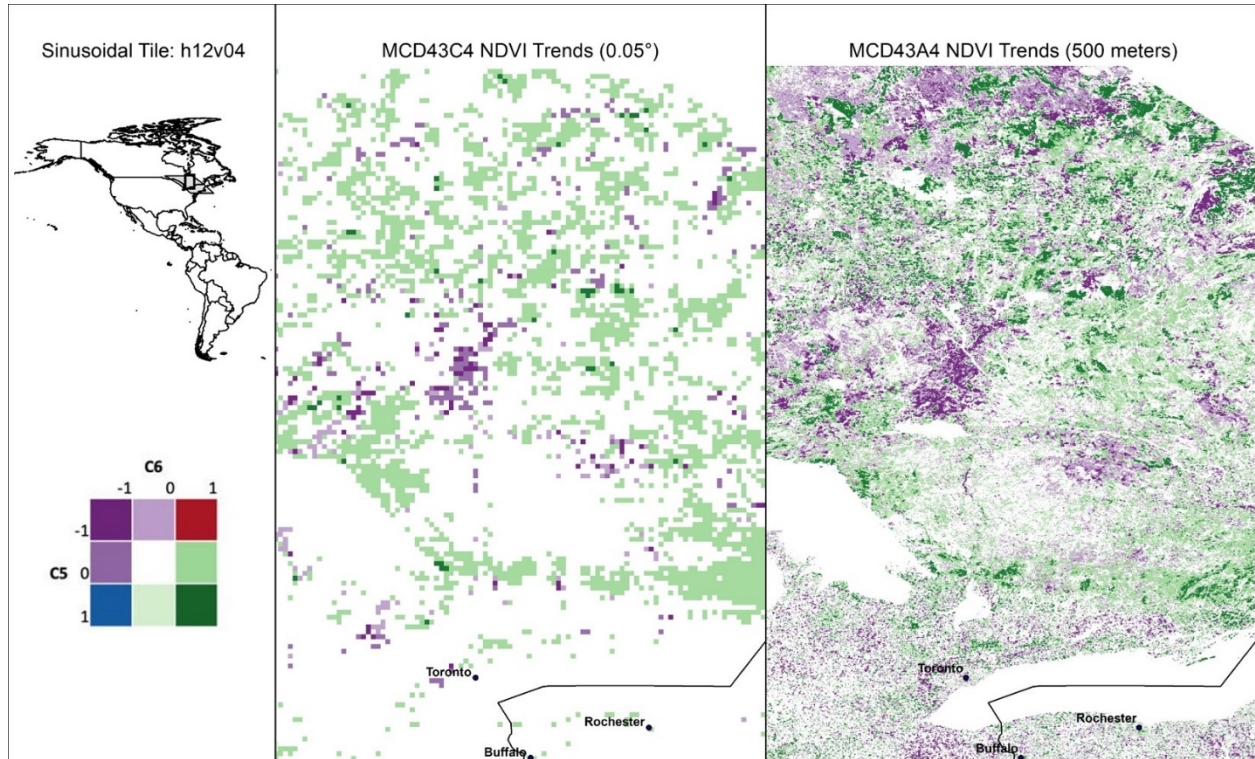 Sinusoidal Tile: h12v04
MCD43C4 NDVI Trends (0.05°)
MCD43A4 NDVI Trends (500 meters)
C6
-1 0 1
-1
C5 0
1
Toronto
Rochester
Buffalo
Toronto
Rochester
Buffalo